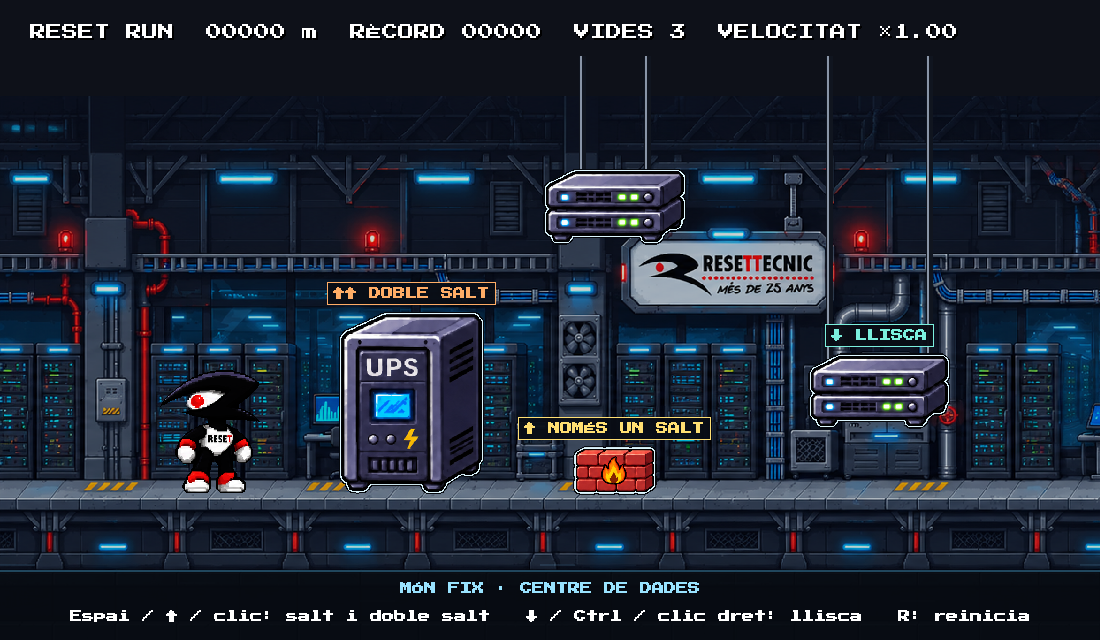 RESET RUN 00000 m RèCORD 00000 VIDES 3 VELOCITAT ×1.00
RESETTECNIC
MÉS DE 25 ANYS
↑↑ DOBLE SALT
↓ LLISCA
UPS
↑ NOMéS UN SALT
RESET
MóN FIX · CENTRE DE DADES
Espai / ↑ / clic: salt i doble salt ↓ / Ctrl / clic dret: llisca R: reinicia